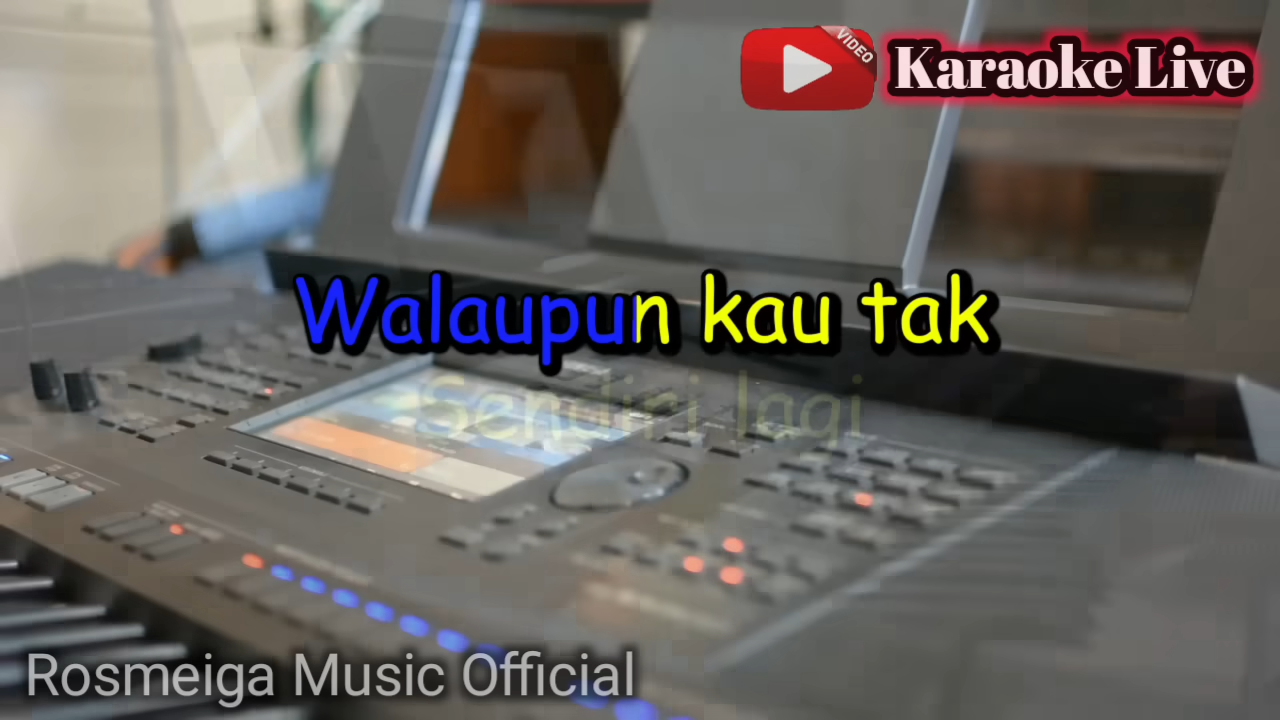 VIDEO
Karaoke Live
Walaupun kau tak
Sendiri lagi
Rosmeiga Music Official